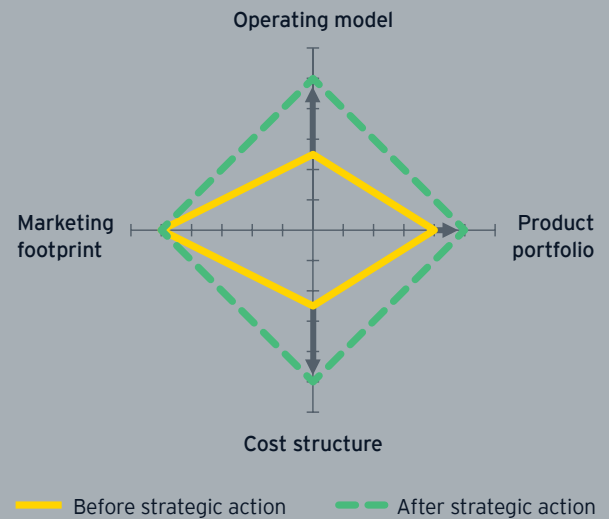 Operating model
Marketing
footprint
Product
portfolio
Cost structure
Before strategic action
After strategic action